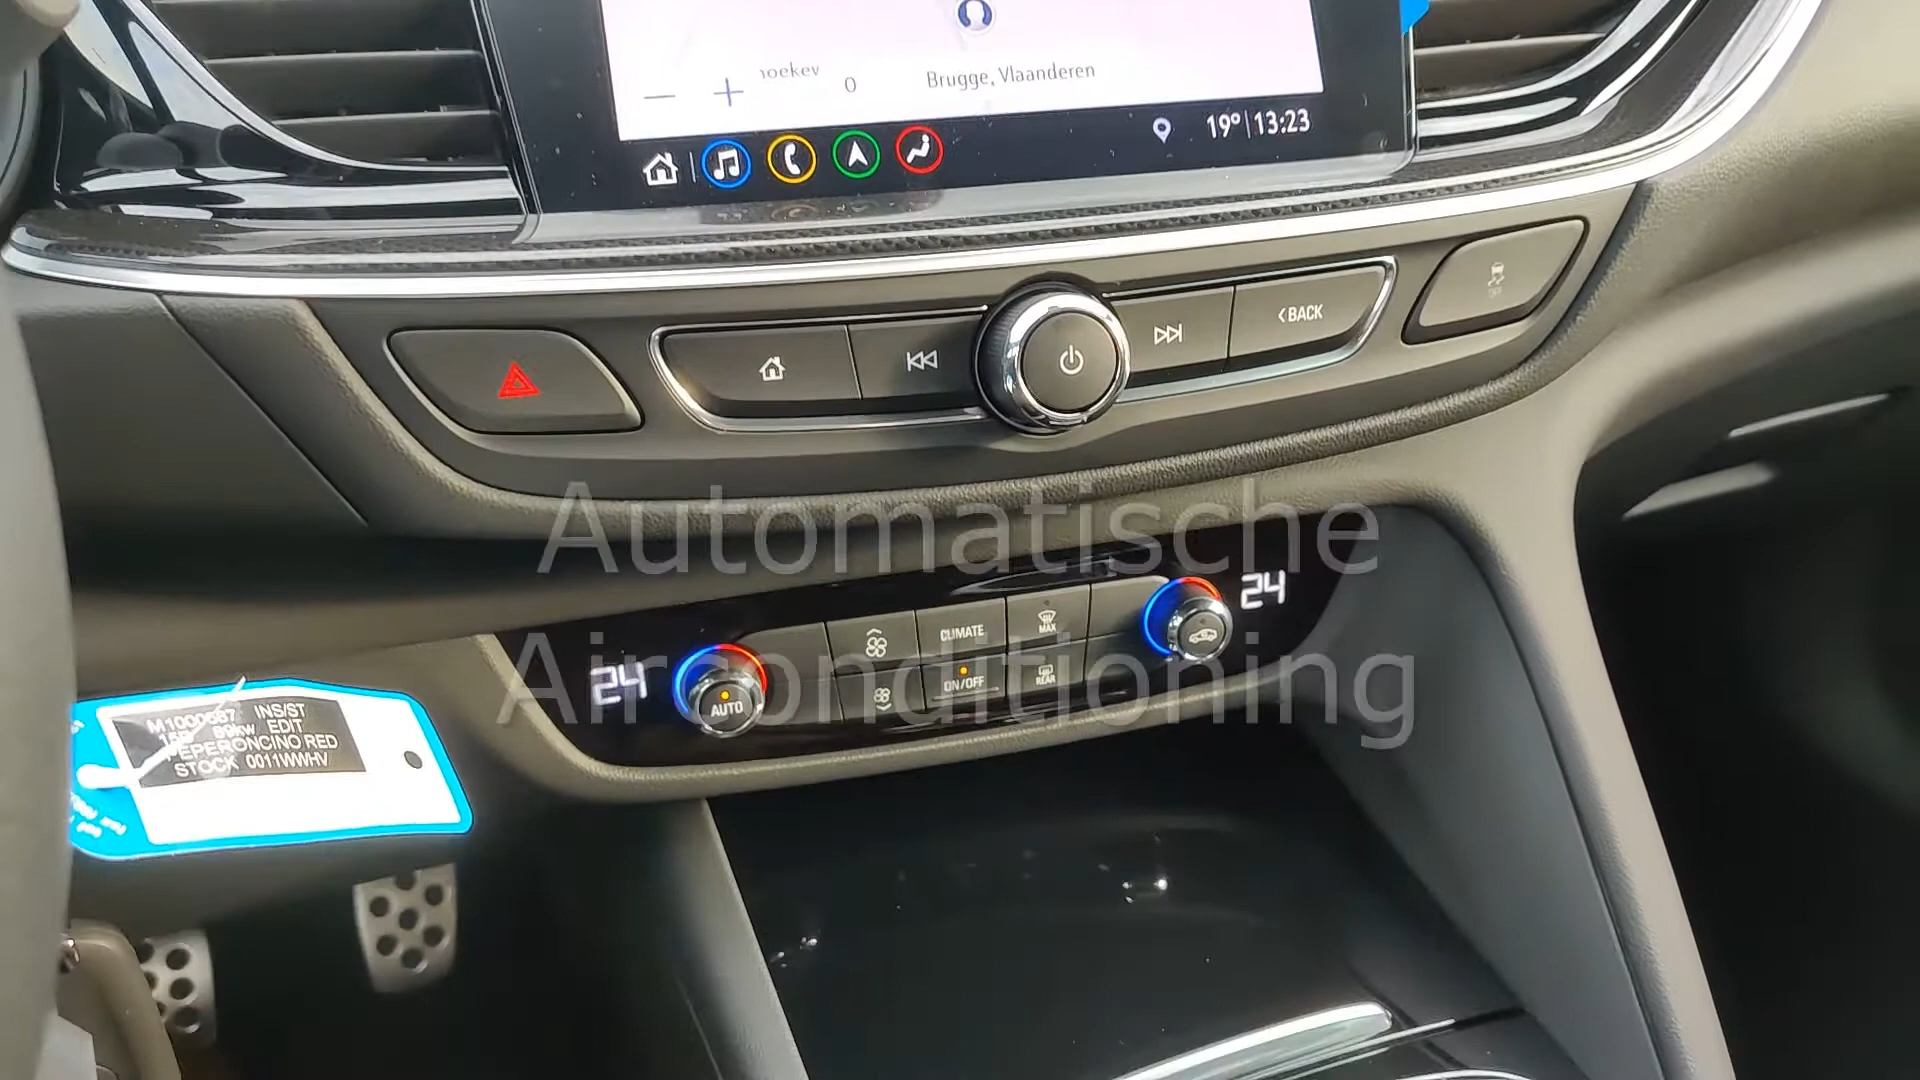 Brugge, Vlaanderen
0
19° 13:23
<BACK
OFF
Automatische
24
CLIMATE
MAX
Airconditioning
24
AUTO
ON/OFF
REAR
INS/ST
EDIT
PEPERONCINO RED
STOCK 0011WWHV